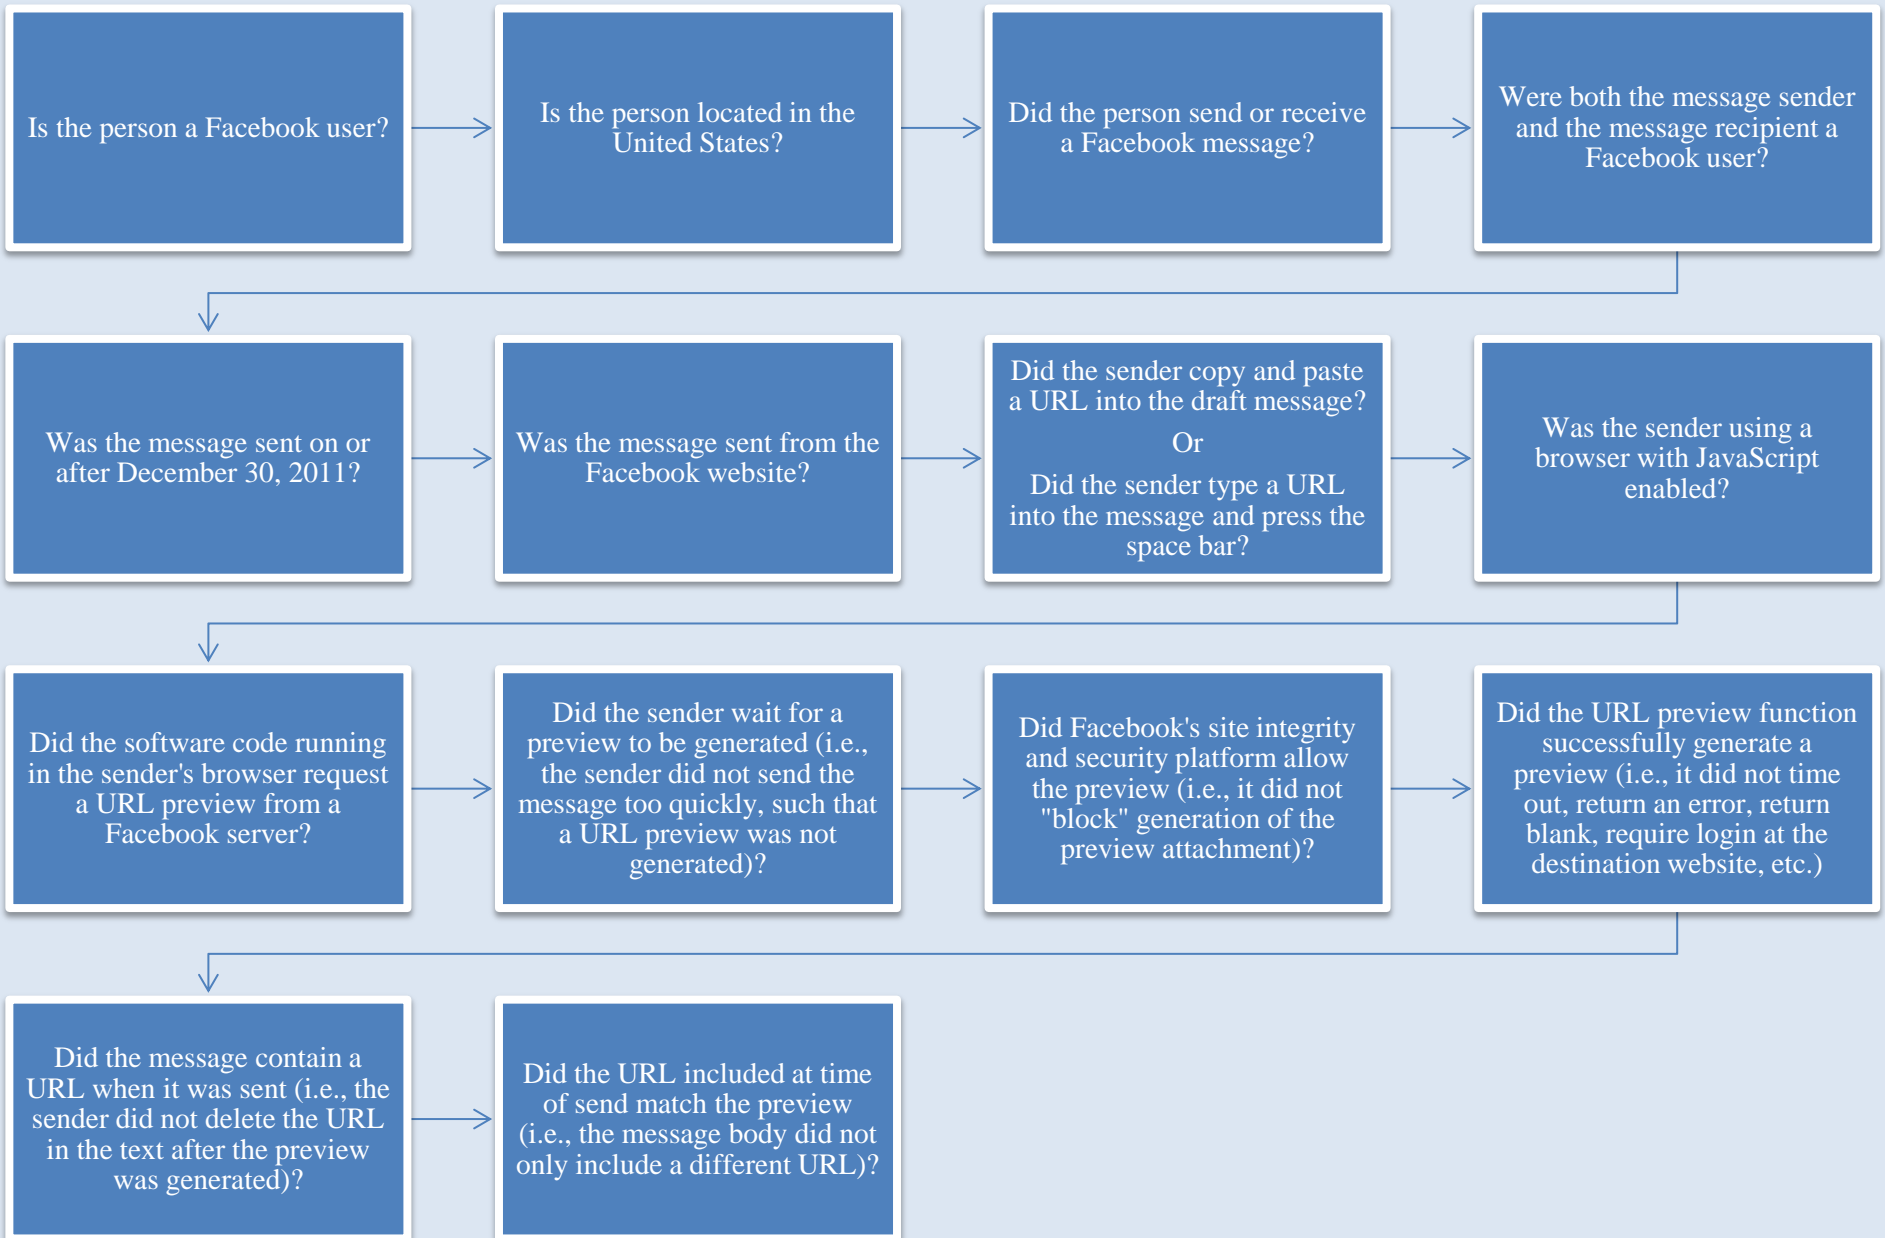 Is the person a Facebook user?
Is the person located in the
United States?
Did the person send or receive
a Facebook message?
Were both the message sender
and the message recipient a
Facebook user?
Was the message sent on or
after December 30, 2011?
Was the message sent from the
Facebook website?
Did the sender copy and paste
a URL into the draft message?
Or
Did the sender type a URL
into the message and press the
space bar?
Was the sender using a
browser with JavaScript
enabled?
Did the software code running
in the sender's browser request
a URL preview from a
Facebook server?
Did the sender wait for a
preview to be generated (i.e.,
the sender did not send the
message too quickly, such that
a URL preview was not
generated)?
Did Facebook's site integrity
and security platform allow
the preview (i.e., it did not
"block" generation of the
preview attachment)?
Did the URL preview function
successfully generate a
preview (i.e., it did not time
out, return an error, return
blank, require login at the
destination website, etc.)
Did the message contain a
URL when it was sent (i.e., the
sender did not delete the URL
in the text after the preview
was generated)?
Did the URL included at time
of send match the preview
(i.e., the message body did not
only include a different URL)?